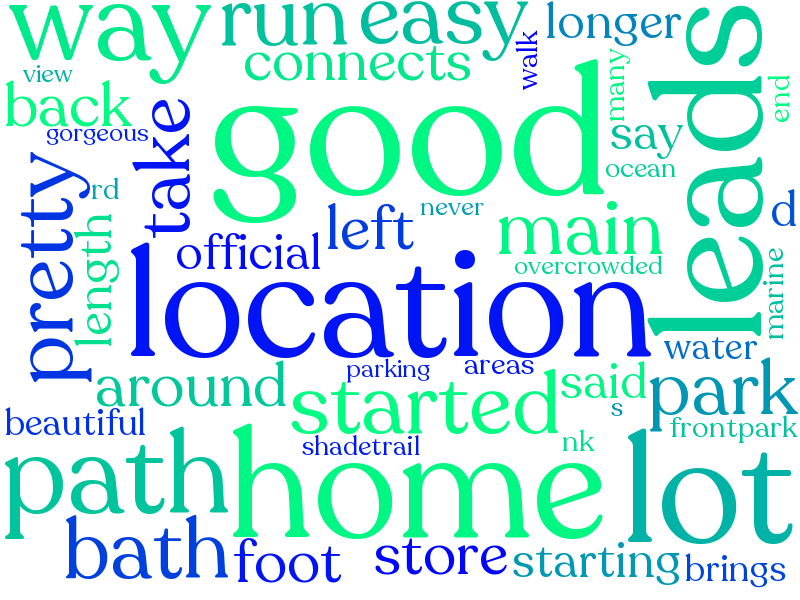 way
run
easy
longer
leads
view
connects
walk
many
end
back
gorgeous
take
good
say
ocean
pretty
rd
length
left
never
main
d
official
overcrowded
location
marine
water
parking
areas
around
started
said
s
park
beautiful
shadetrail
nk
frontpark
path
home
lot
bath
foot
store
starting
brings